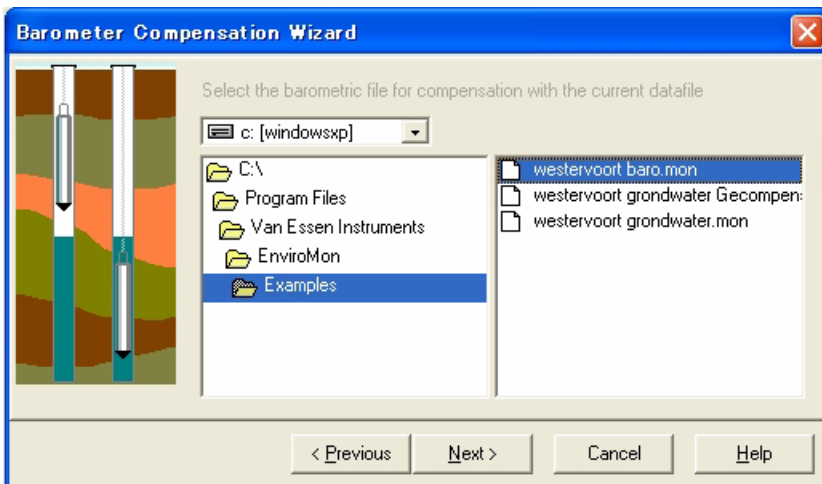 Barometer Compensation Wizard
Select the barometric file for compensation with the current datafile
c: [windowsxp]
C:\
Program Files
Van Essen Instruments
EnviroMon
Examples
westervoort baro.mon
westervoort grondwater Gecompen
westervoort grondwater.mon
< Previous
Next >
Cancel
Help